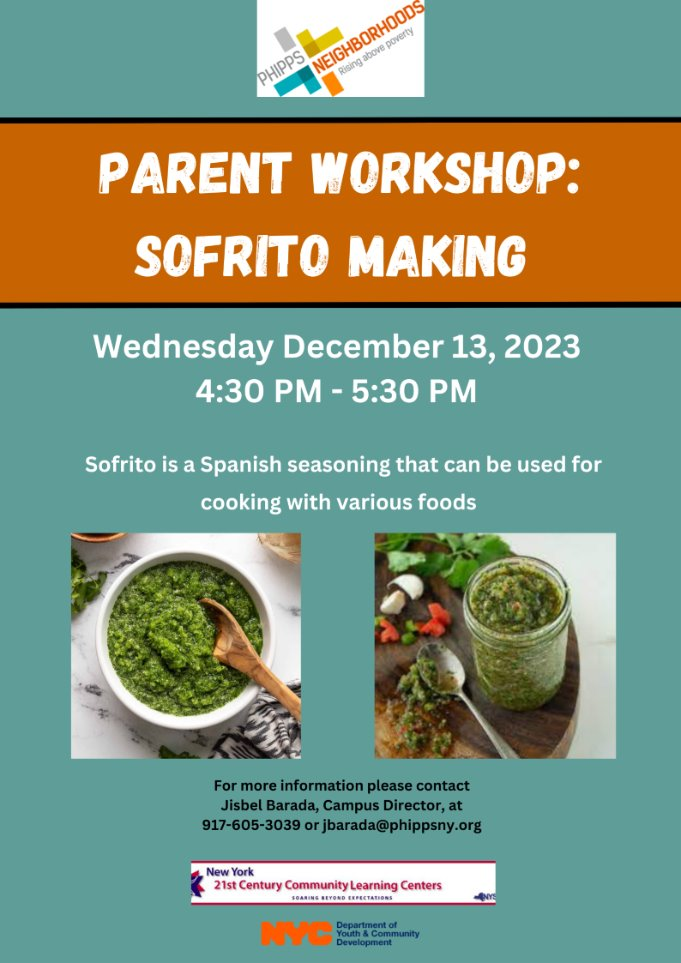 PHIPPS
NEIGHBORHOODS
Rising above poverty
PARENT WORKSHOP:
SOFRITO MAKING
Wednesday December 13, 2023
4:30 PM - 5:30 PM
Sofrito is a Spanish seasoning that can be used for
cooking with various foods
For more information please contact
Jisbel Barada, Campus Director, at
917-605-3039 or jbarada@phippsny.org
New York
21st Century Community Learning Centers
SOARING BEYOND EXPECTATIONS
NYS
NYC Department of
Youth & Community
Development